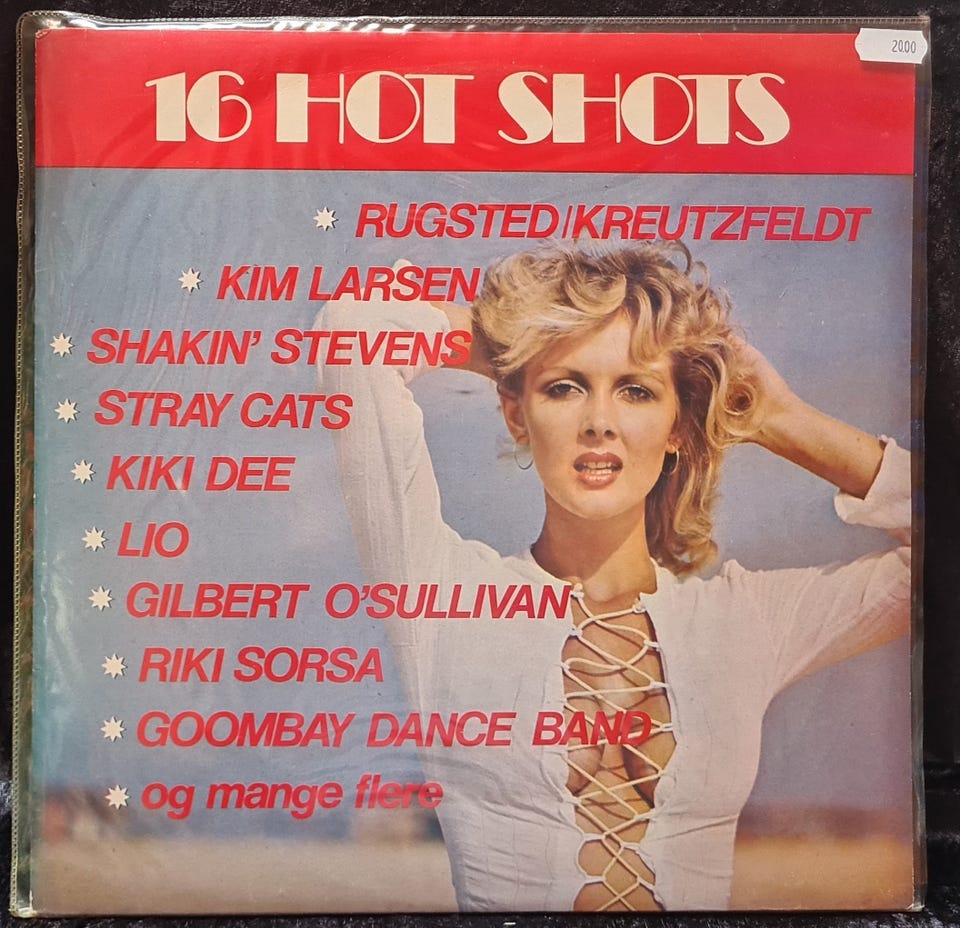 16 HOT SHOTS
20.00
RUGSTED/KREUTZFELDT
KIM LARSEN
SHAKIN' STEVENS
STRAY CATS
KIKI DEE
LIO
GILBERT O'SULLIVAN
RIKI SORSA
GOOMBAY DANCE BAND
og mange flere